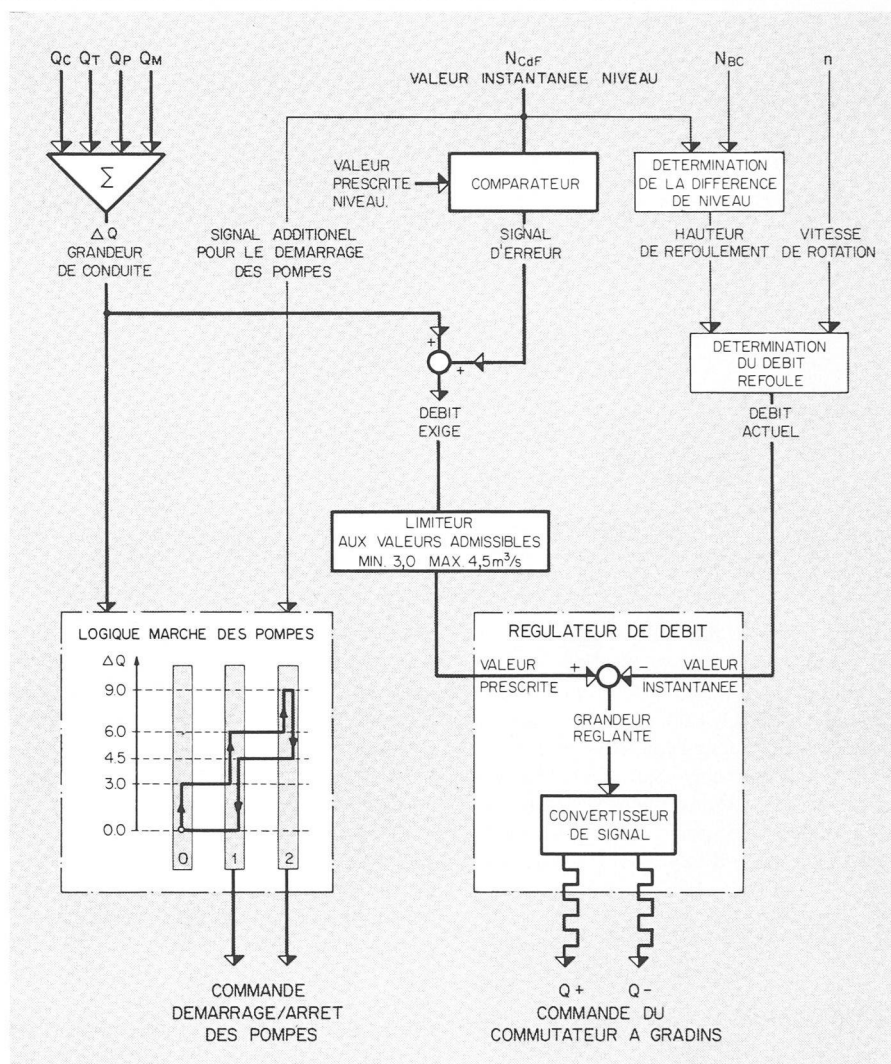 QC QT QP QM
NCdF
VALEUR INSTANTANEE NIVEAU
NBC
n
Σ
VALEUR
PRESCRITE
NIVEAU.
COMPARATEUR
DETERMINATION
DE LA DIFFERENCE
DE NIVEAU
△Q
GRANDEUR
DE CONDUITE
SIGNAL ADDITIONEL
POUR LE DEMARRAGE
DES POMPES
SIGNAL
D'ERREUR
HAUTEUR
DE REFOULEMENT
VITESSE
DE ROTATION
+
+
DETERMINATION
DU DEBIT
REFOULE
DEBIT
EXIGE
DEBIT
ACTUEL
LIMITEUR
AUX VALEURS ADMISSIBLES
MIN. 3,0 MAX. 4,5m³/s
LOGIQUE MARCHE DES POMPES
△Q
9.0
6.0
4.5
3.0
0.0
0 1 2
REGULATEUR DE DEBIT
VALEUR
PRESCRITE
+ −
VALEUR
INSTANTANEE
GRANDEUR
REGLANTE
CONVERTISSEUR
DE SIGNAL
COMMANDE
DEMARRAGE/ARRET
DES POMPES
Q+ Q−
COMMANDE DU
COMMUTATEUR A GRADINS